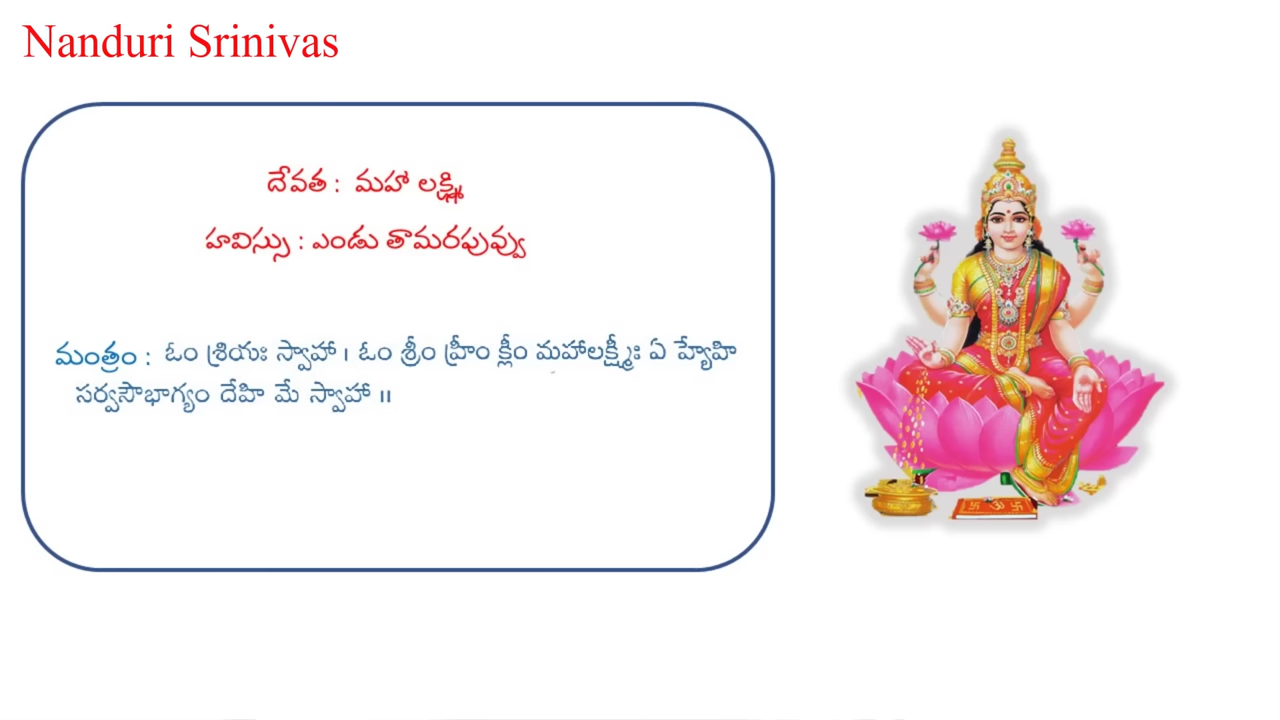 Nanduri Srinivas
దేవత : మహా లక్ష్మి
హవిస్సు : ఎండు తామరపువ్వు
మంత్రం : ఓం శ్రియః స్వాహా । ఓం శ్రీం హ్రీం క్లీం మహాలక్ష్మీః ఏ హ్యేహి
సర్వసౌభాగ్యం దేహి మే స్వాహా ॥